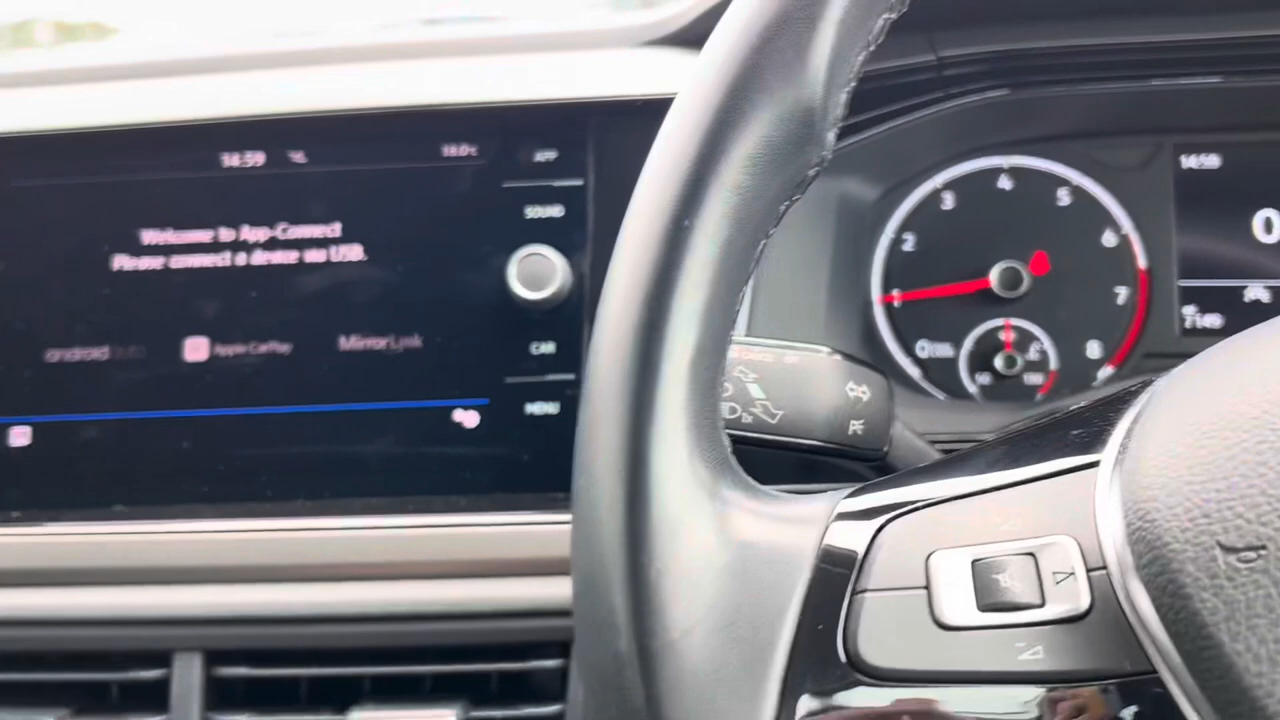 14:59
18.0°C
APP
SOUND
Welcome to App-Connect
Please connect a device via USB.
android auto
Apple CarPlay
MirrorLink
CAR
MENU
1
2
3
4
5
6
7
8
14:59
0